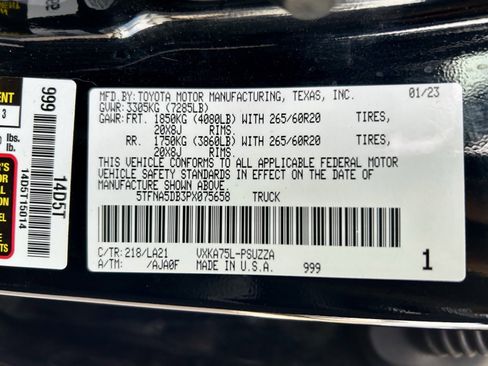 MFD.BY: TOYOTA MOTOR MANUFACTURING, TEXAS, INC. 01/23
GVWR: 3305KG (7285LB)
GAWR: FRT. 1850KG (4080LB) WITH 265/60R20 TIRES,
20X8J RIMS.
RR. 1750KG (3860LB) WITH 265/60R20 TIRES,
20X8J RIMS.
THIS VEHICLE CONFORMS TO ALL APPLICABLE FEDERAL MOTOR
VEHICLE SAFETY STANDARDS IN EFFECT ON THE DATE OF
MANUFACTURE SHOWN ABOVE.
5TFNA5DB3PX075658 TRUCK
C/TR: 218/LA21 VXKA75L-PSUZZA
A/TM: /AJA0F MADE IN U.S.A. 999 1
999
14D5T
14D5T15014
3
lbs.